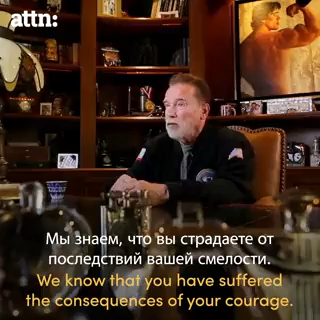 attn:
Мы знаем, что вы страдаете от
последствий вашей смелости.
We know that you have suffered
the consequences of your courage.